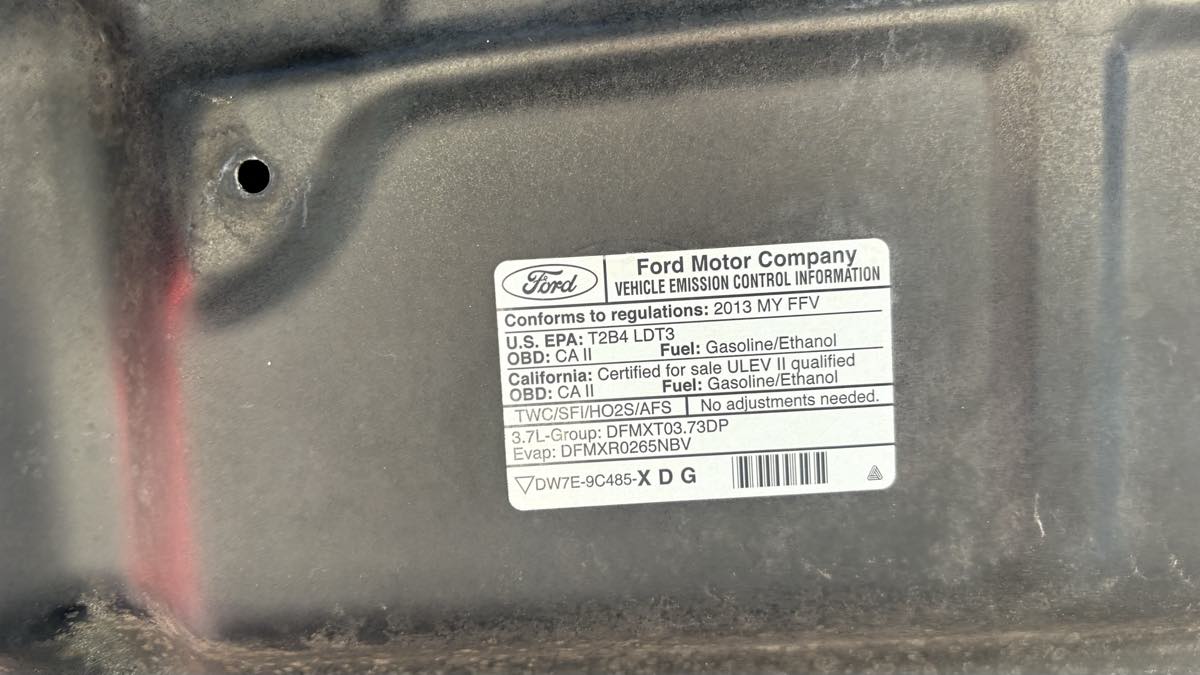 Ford
Ford Motor Company
VEHICLE EMISSION CONTROL INFORMATION
Conforms to regulations: 2013 MY FFV
U.S. EPA: T2B4 LDT3
OBD: CA II Fuel: Gasoline/Ethanol
California: Certified for sale ULEV II qualified
OBD: CA II Fuel: Gasoline/Ethanol
TWC/SFI/HO2S/AFS No adjustments needed.
3.7L-Group: DFMXT03.73DP
Evap: DFMXR0265NBV
DW7E-9C485-X D G